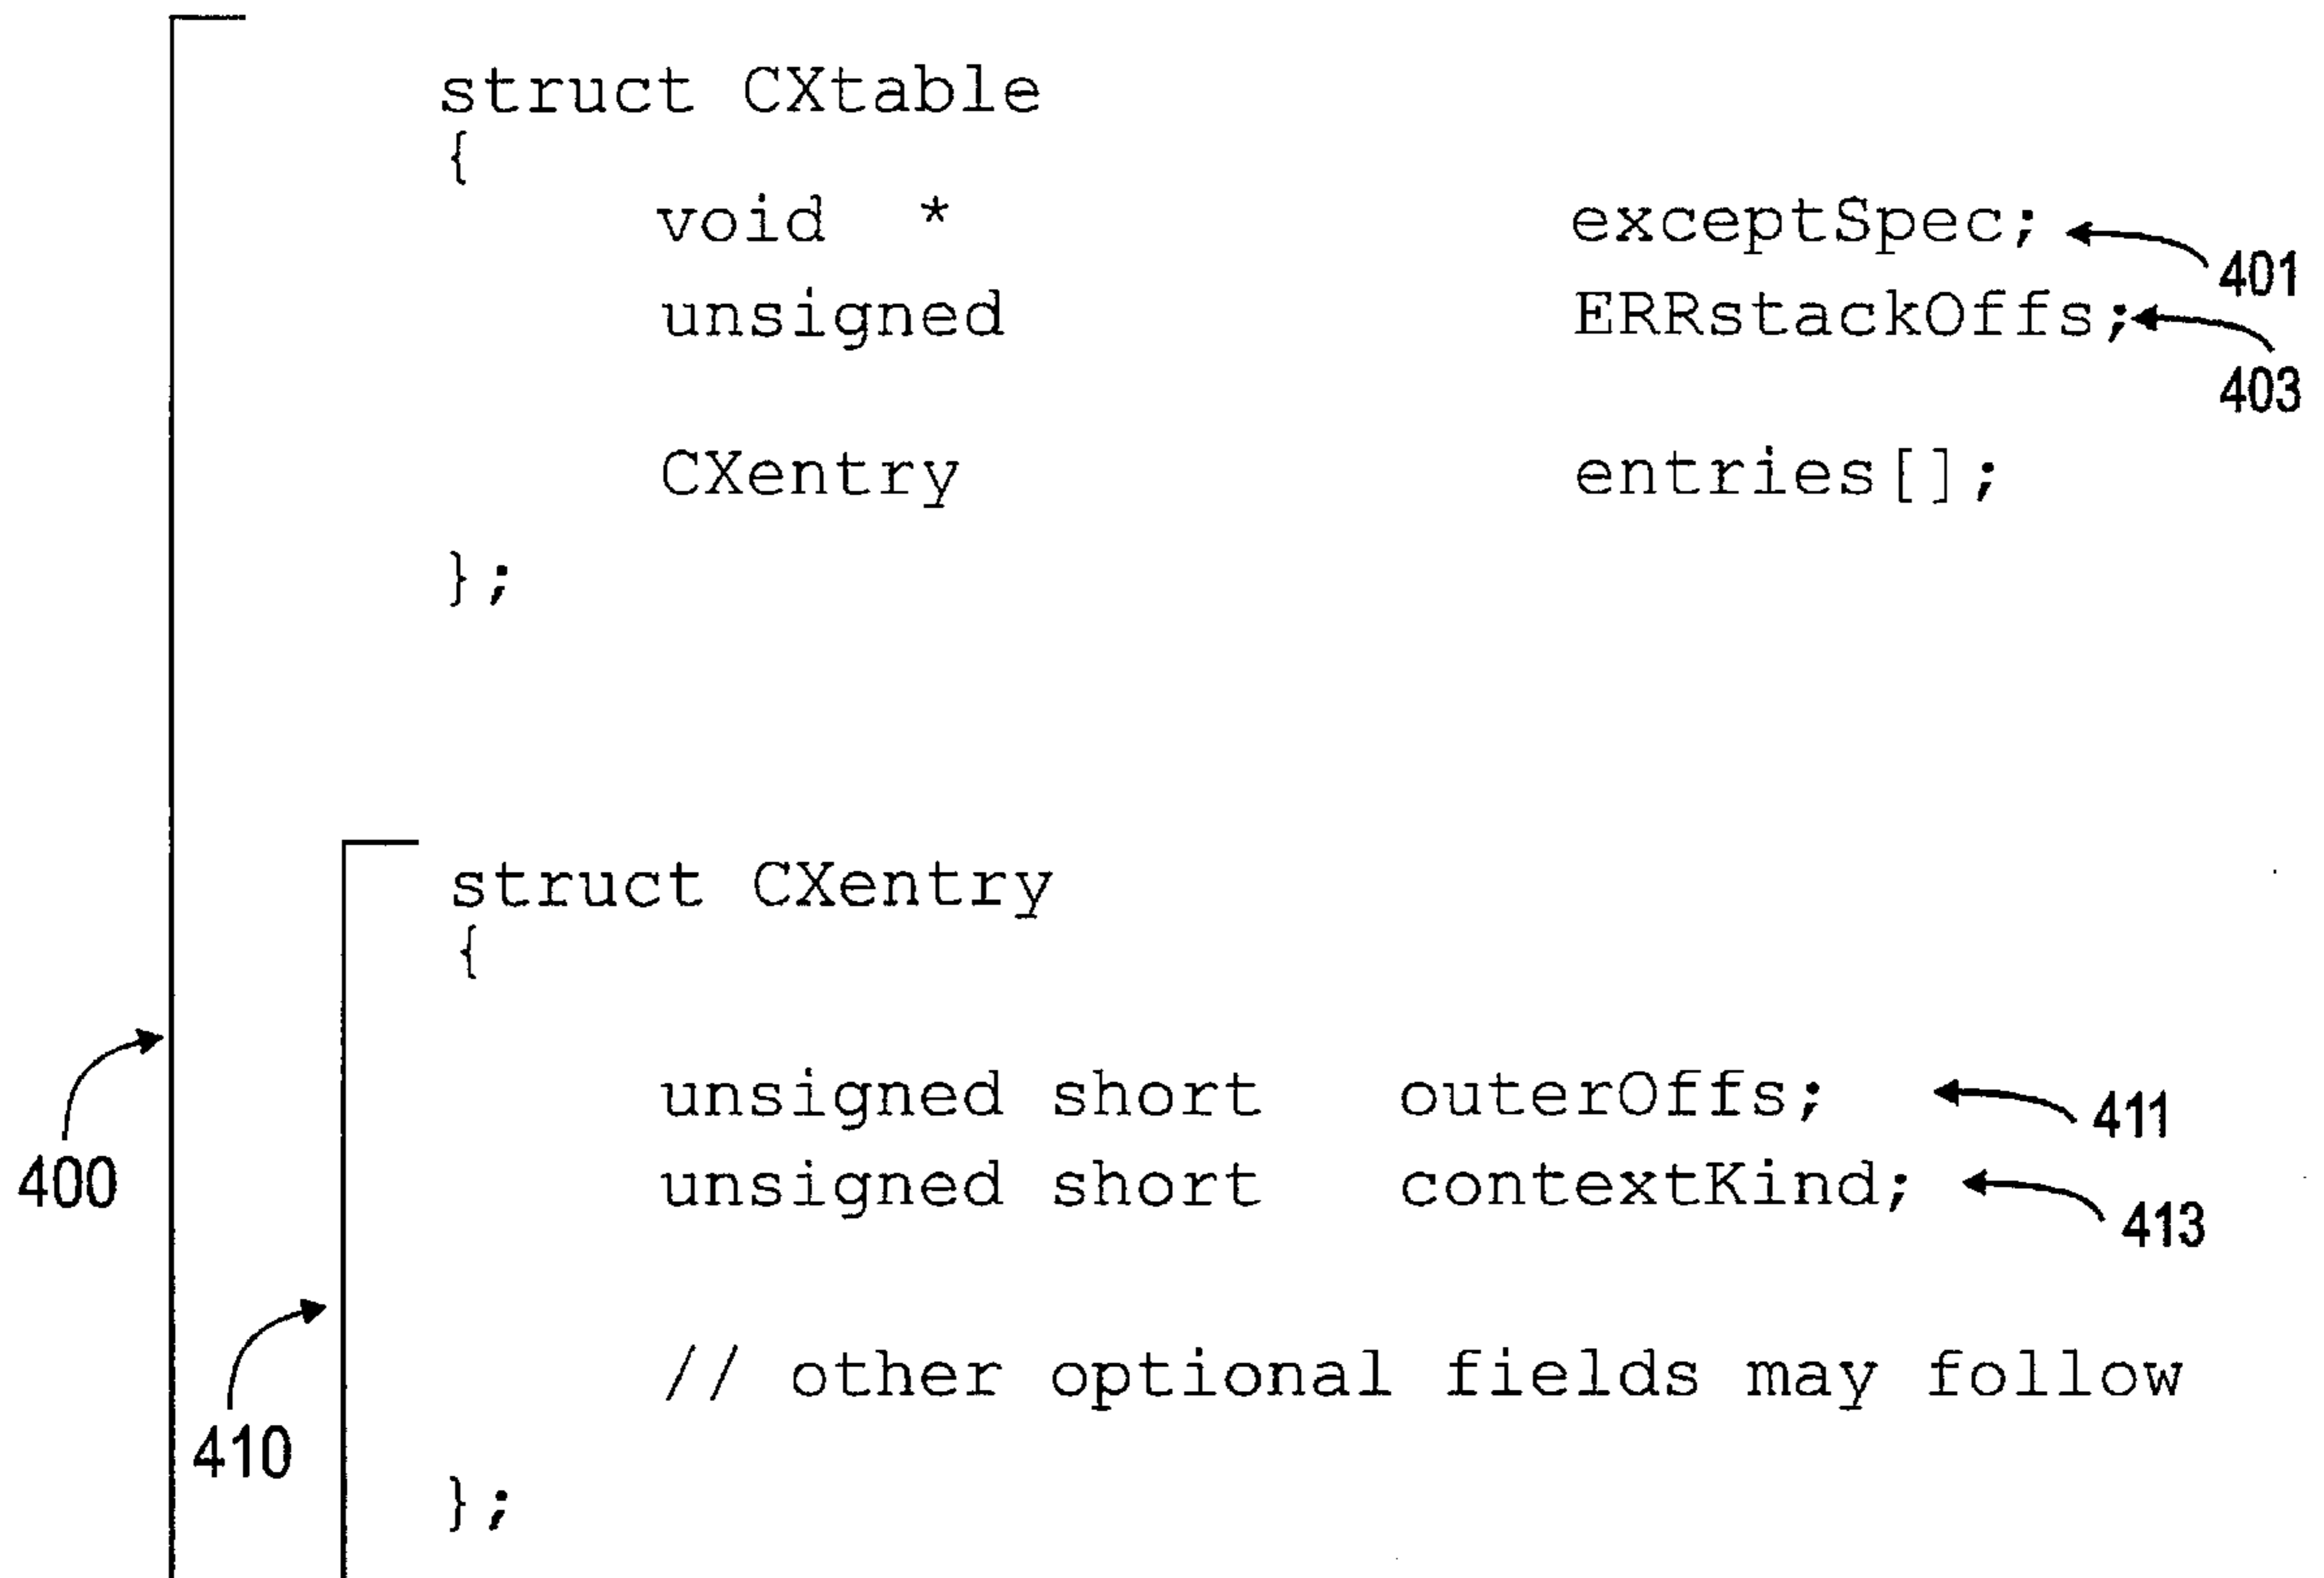 struct CXtable
{
void * exceptSpec;
401
unsigned ERRstackOffs;
403
CXentry entries[];
};
struct CXentry
{
400
unsigned short outerOffs;
411
unsigned short contextKind;
413
410
// other optional fields may follow
};